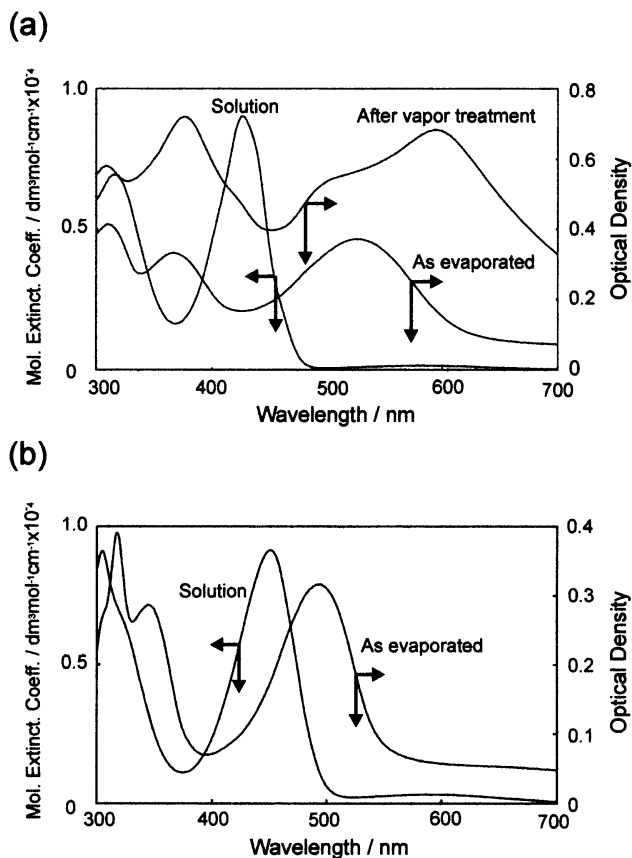 (a)
Mol. Extinct. Coeff. / dm³mol⁻¹cm⁻¹x10⁻⁴
1.0
0.5
0
Solution
After vapor treatment
As evaporated
0.8
0.6
0.4
0.2
0
Optical Density
300 400 500 600 700
Wavelength / nm
(b)
Mol. Extinct. Coeff. / dm³mol⁻¹cm⁻¹x10⁻⁴
1.0
0.5
0
Solution
As evaporated
0.4
0.3
0.2
0.1
0
Optical Density
300 400 500 600 700
Wavelength / nm